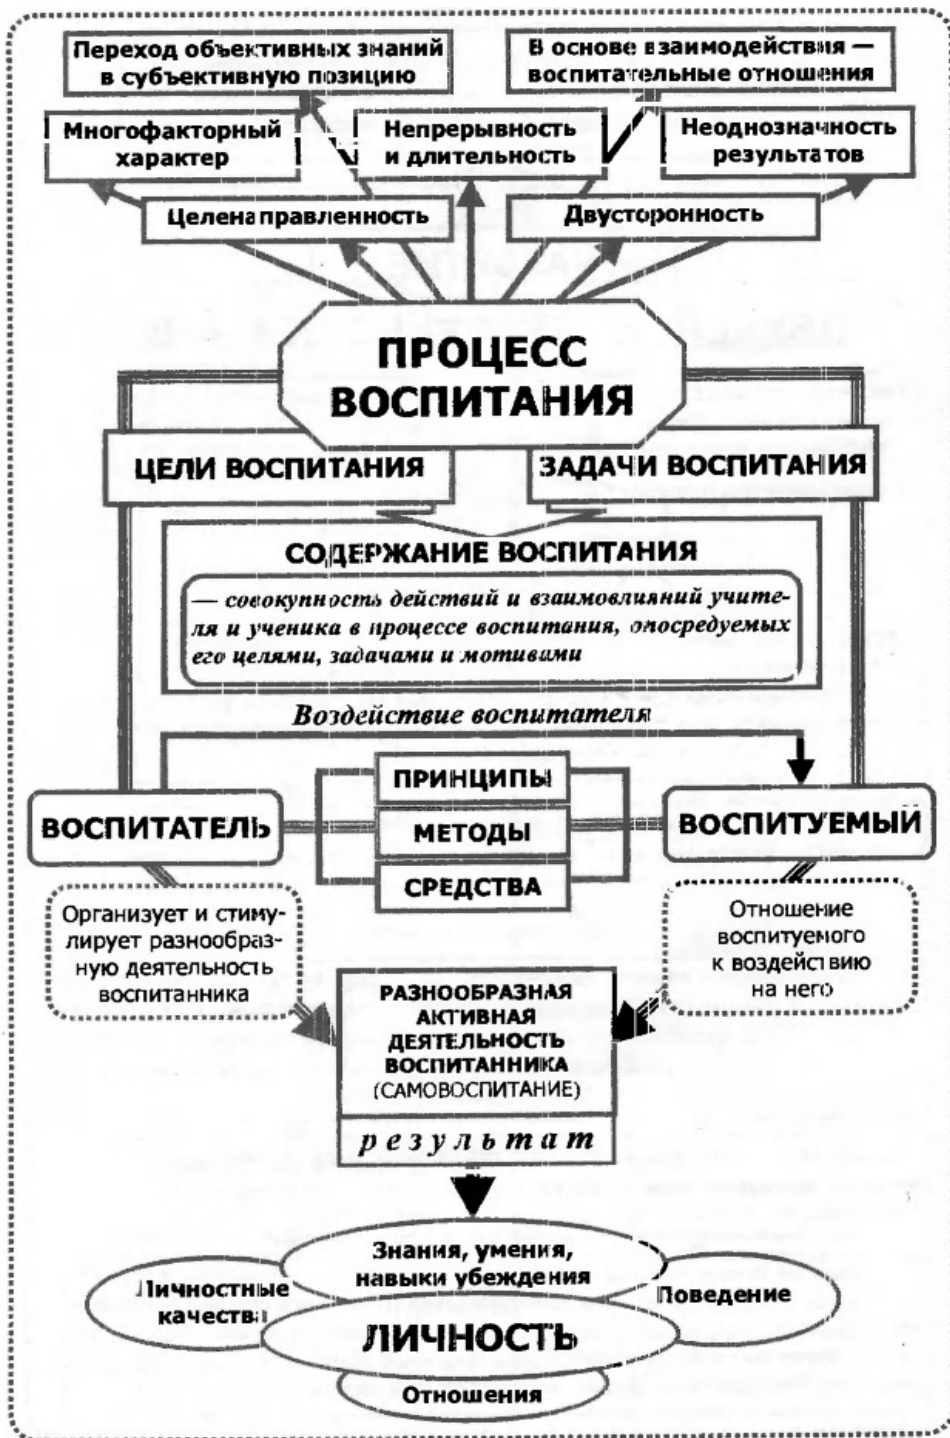 Переход объективных знаний
в субъективную позицию
В основе взаимодействия —
воспитательные отношения
Многофакторный
характер
Непрерывность
и длительность
Неоднозначность
результатов
Целенаправленность
Двусторонность
ПРОЦЕСС
ВОСПИТАНИЯ
ЦЕЛИ ВОСПИТАНИЯ
ЗАДАЧИ ВОСПИТАНИЯ
СОДЕРЖАНИЕ ВОСПИТАНИЯ
— совокупность действий и взаимовлияний учите-
ля и ученика в процессе воспитания, опосредуемых
его целями, задачами и мотивами
Воздействие воспитателя
ПРИНЦИПЫ
ВОСПИТАТЕЛЬ
МЕТОДЫ
ВОСПИТУЕМЫЙ
СРЕДСТВА
Организует и стиму-
лирует разнообраз-
ную деятельность
воспитанника
Отношение
воспитуемого
к воздействию
на него
РАЗНООБРАЗНАЯ
АКТИВНАЯ
ДЕЯТЕЛЬНОСТЬ
ВОСПИТАННИКА
(САМОВОСПИТАНИЕ)
результат
Знания, умения,
навыки убеждения
Личностные
качества
Поведение
ЛИЧНОСТЬ
Отношения